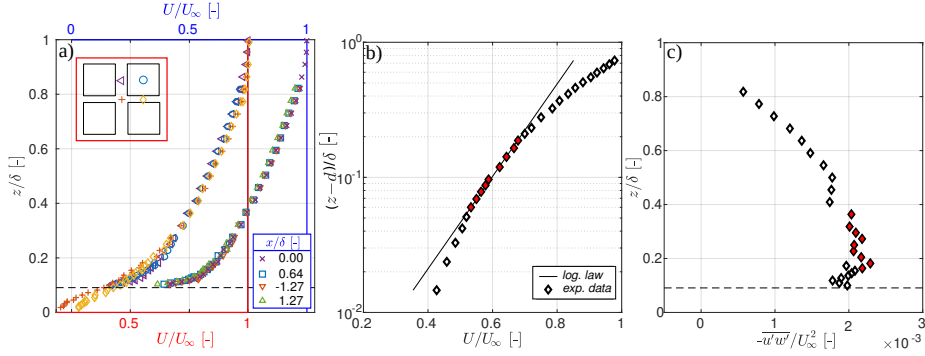 U/U∞ [-]
0 0.5 1
a)
1
0.8
0.6
0.4
0.2
0
z/δ [-]
x/δ [-]
0.00
0.64
-1.27
1.27
0.5 1
U/U∞ [-]
b)
10⁰
10⁻¹
10⁻²
(z−d)/δ [-]
log. law
exp. data
0.2 0.4 0.6 0.8 1
U/U∞ [-]
c)
1
0.8
0.6
0.4
0.2
0
z/δ [-]
0 1 2 3
-u'w'/U∞² [-]
×10⁻³